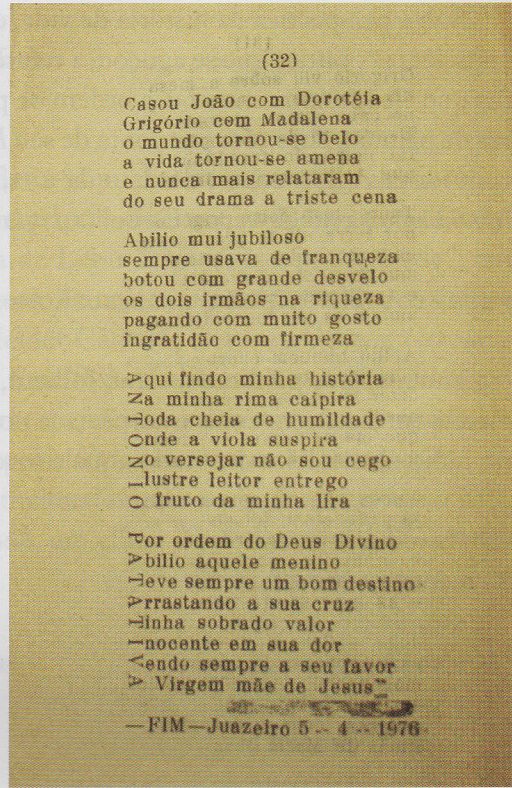 (32)
Casou João com Dorotéia
Grigório com Madalena
o mundo tornou-se belo
a vida tornou-se amena
e nunca mais relataram
do seu drama a triste cena
Abilio mui jubiloso
sempre usava de franqueza
botou com grande desvelo
os dois irmãos na riqueza
pagando com muito gosto
ingratidão com firmeza
Aqui findo minha história
Na minha rima caipira
Toda cheia de humildade
Onde a viola suspira
No versejar não sou cego
Ilustre leitor entrego
O fruto da minha lira
Por ordem do Deus Divino
Abilio aquele menino
Teve sempre um bom destino
Arrastando a sua cruz
Tinha sobrado valor
Inocente em sua dor
Vendo sempre a seu favor
A Virgem mãe de Jesus
—FIM—Juazeiro 5 - 4 - 1976